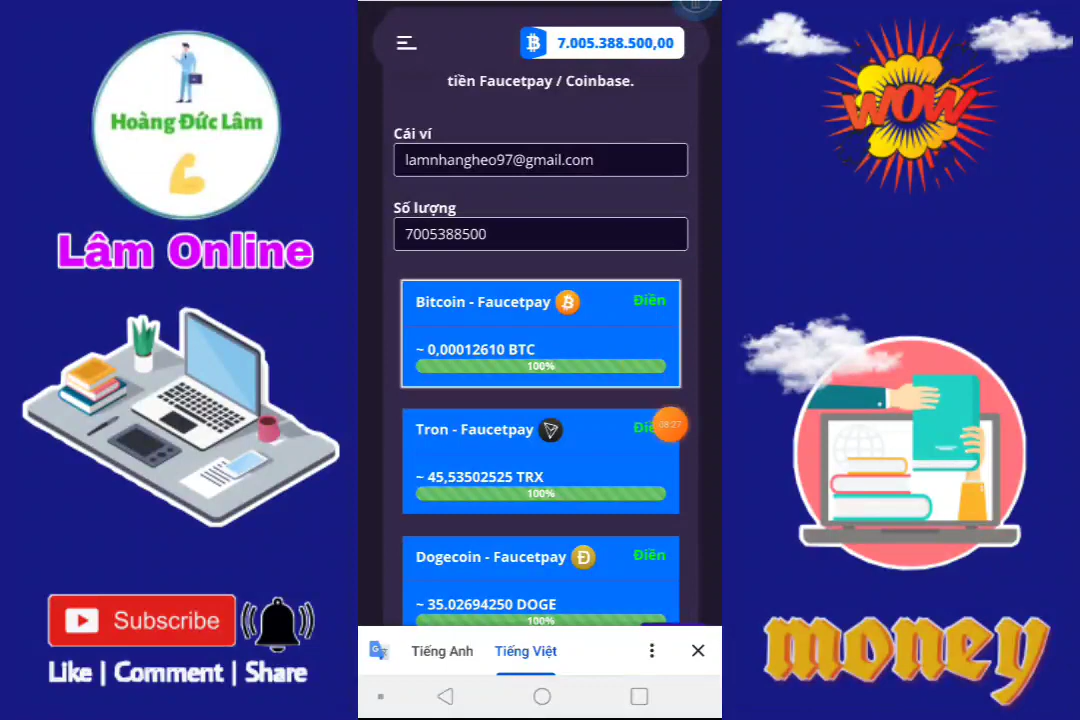 Hoàng Đức Lâm
Lâm Online
Subscribe
Like | Comment | Share
7.005.388.500,00
tiền Faucetpay / Coinbase.
Cái ví
lamnhangheo97@gmail.com
Số lượng
7005388500
Bitcoin - Faucetpay
Điền
~ 0,00012610 BTC
100%
Tron - Faucetpay
08:27
~ 45,53502525 TRX
100%
Dogecoin - Faucetpay
Điền
~ 35.02694250 DOGE
100%
Tiếng Anh
Tiếng Việt
WOW
money